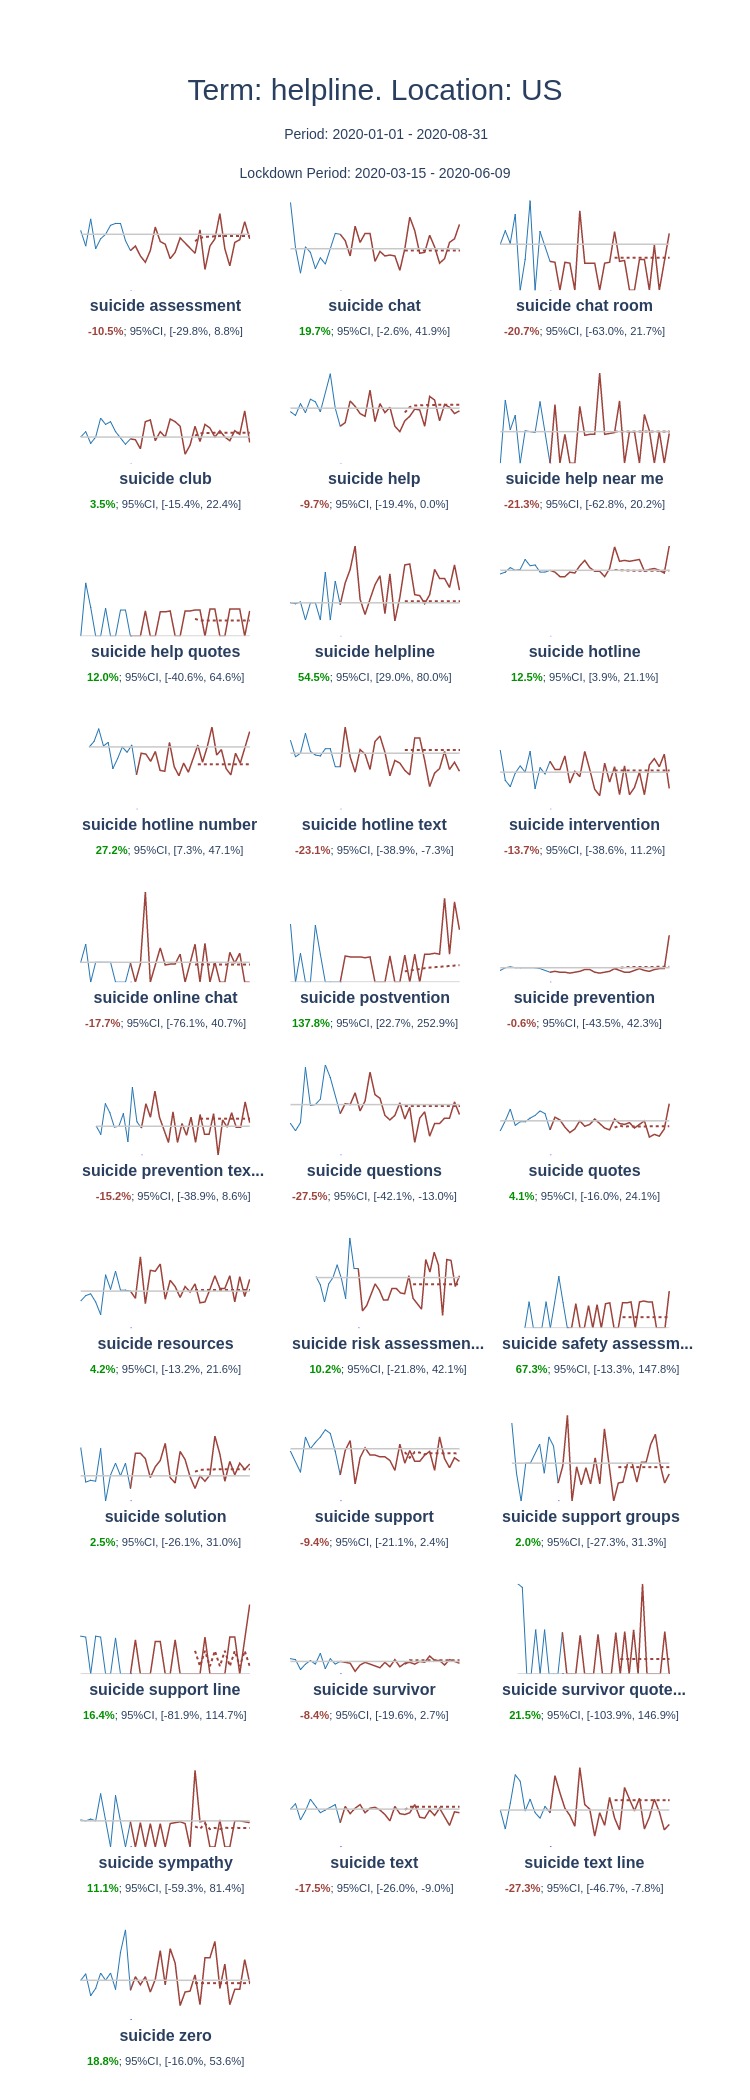 Term: helpline. Location: US
Period: 2020-01-01 - 2020-08-31
Lockdown Period: 2020-03-15 - 2020-06-09
suicide assessment
-10.5%; 95%CI, [-29.8%, 8.8%]
suicide chat
19.7%; 95%CI, [-2.6%, 41.9%]
suicide chat room
-20.7%; 95%CI, [-63.0%, 21.7%]
suicide club
3.5%; 95%CI, [-15.4%, 22.4%]
suicide help
-9.7%; 95%CI, [-19.4%, 0.0%]
suicide help near me
-21.3%; 95%CI, [-62.8%, 20.2%]
suicide help quotes
12.0%; 95%CI, [-40.6%, 64.6%]
suicide helpline
54.5%; 95%CI, [29.0%, 80.0%]
suicide hotline
12.5%; 95%CI, [3.9%, 21.1%]
suicide hotline number
27.2%; 95%CI, [7.3%, 47.1%]
suicide hotline text
-23.1%; 95%CI, [-38.9%, -7.3%]
suicide intervention
-13.7%; 95%CI, [-38.6%, 11.2%]
suicide online chat
-17.7%; 95%CI, [-76.1%, 40.7%]
suicide postvention
137.8%; 95%CI, [22.7%, 252.9%]
suicide prevention
-0.6%; 95%CI, [-43.5%, 42.3%]
suicide prevention tex...
-15.2%; 95%CI, [-38.9%, 8.6%]
suicide questions
-27.5%; 95%CI, [-42.1%, -13.0%]
suicide quotes
4.1%; 95%CI, [-16.0%, 24.1%]
suicide resources
4.2%; 95%CI, [-13.2%, 21.6%]
suicide risk assessmen...
10.2%; 95%CI, [-21.8%, 42.1%]
suicide safety assessm...
67.3%; 95%CI, [-13.3%, 147.8%]
suicide solution
2.5%; 95%CI, [-26.1%, 31.0%]
suicide support
-9.4%; 95%CI, [-21.1%, 2.4%]
suicide support groups
2.0%; 95%CI, [-27.3%, 31.3%]
suicide support line
16.4%; 95%CI, [-81.9%, 114.7%]
suicide survivor
-8.4%; 95%CI, [-19.6%, 2.7%]
suicide survivor quote...
21.5%; 95%CI, [-103.9%, 146.9%]
suicide sympathy
11.1%; 95%CI, [-59.3%, 81.4%]
suicide text
-17.5%; 95%CI, [-26.0%, -9.0%]
suicide text line
-27.3%; 95%CI, [-46.7%, -7.8%]
suicide zero
18.8%; 95%CI, [-16.0%, 53.6%]